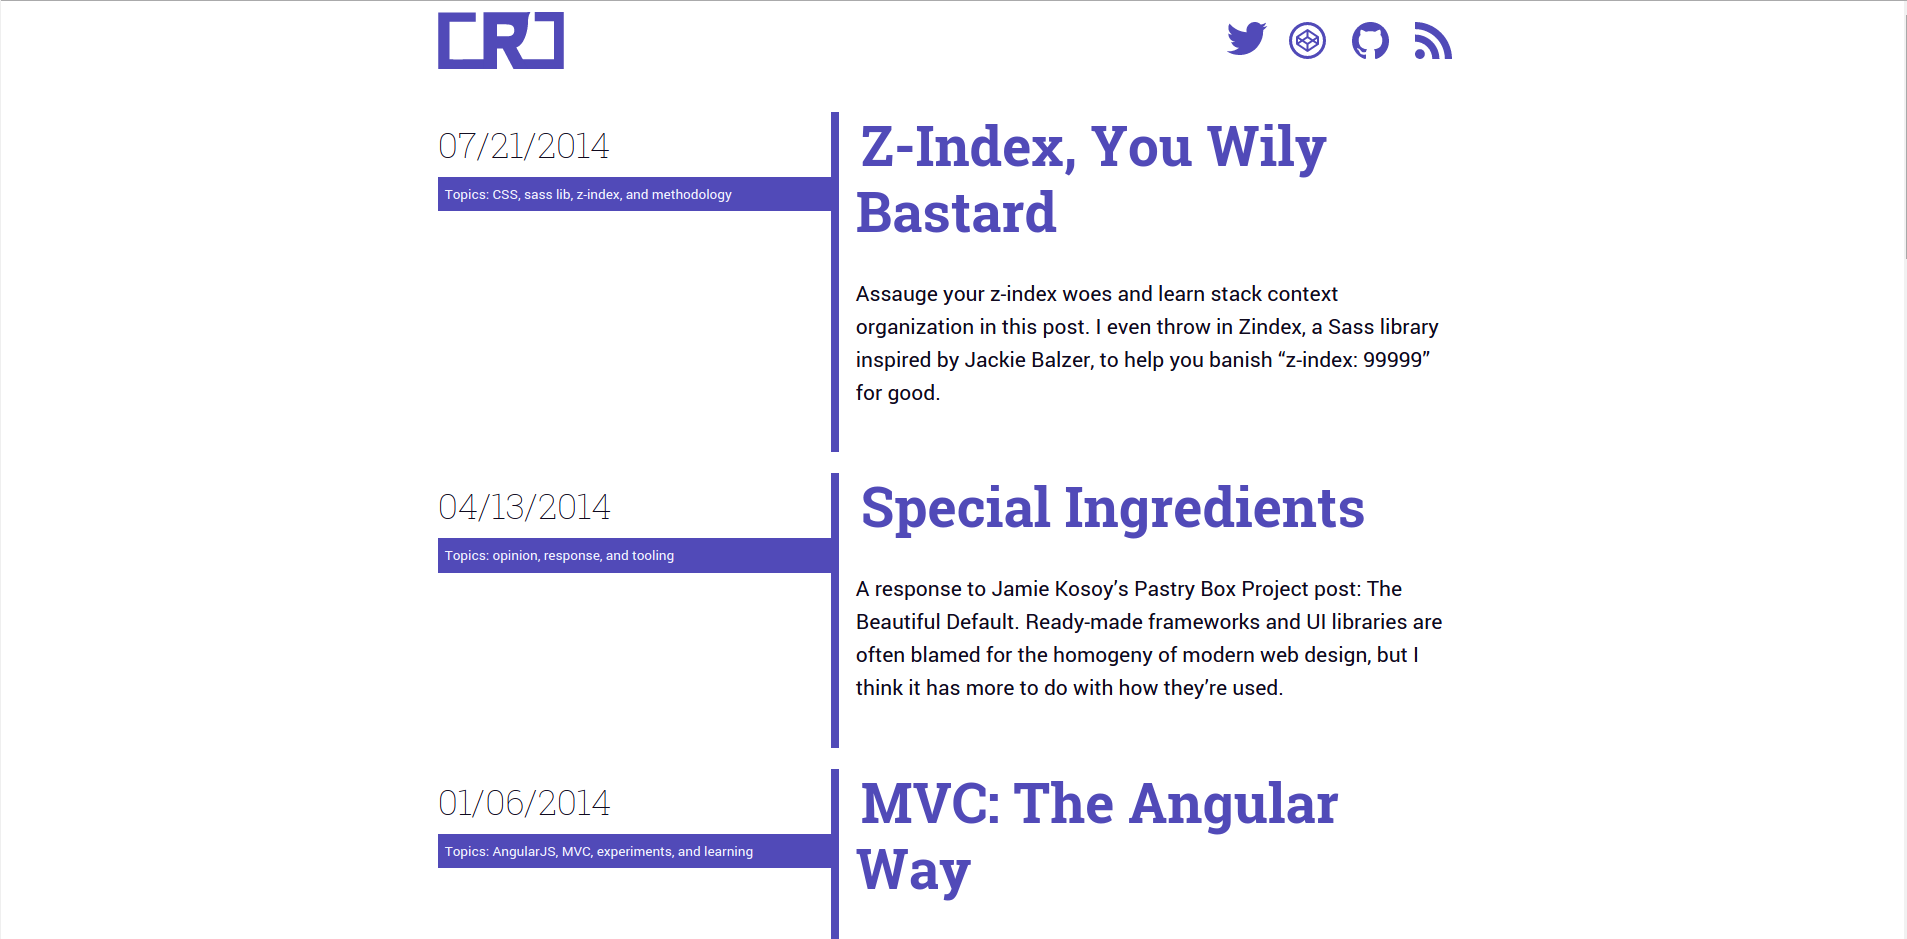 [R]
07/21/2014
Topics: CSS, sass lib, z-index, and methodology
Z-Index, You Wily
Bastard
Assauge your z-index woes and learn stack context
organization in this post. I even throw in Zindex, a Sass library
inspired by Jackie Balzer, to help you banish “z-index: 99999”
for good.
04/13/2014
Topics: opinion, response, and tooling
Special Ingredients
A response to Jamie Kosoy’s Pastry Box Project post: The
Beautiful Default. Ready-made frameworks and UI libraries are
often blamed for the homogeny of modern web design, but I
think it has more to do with how they’re used.
01/06/2014
Topics: AngularJS, MVC, experiments, and learning
MVC: The Angular
Way